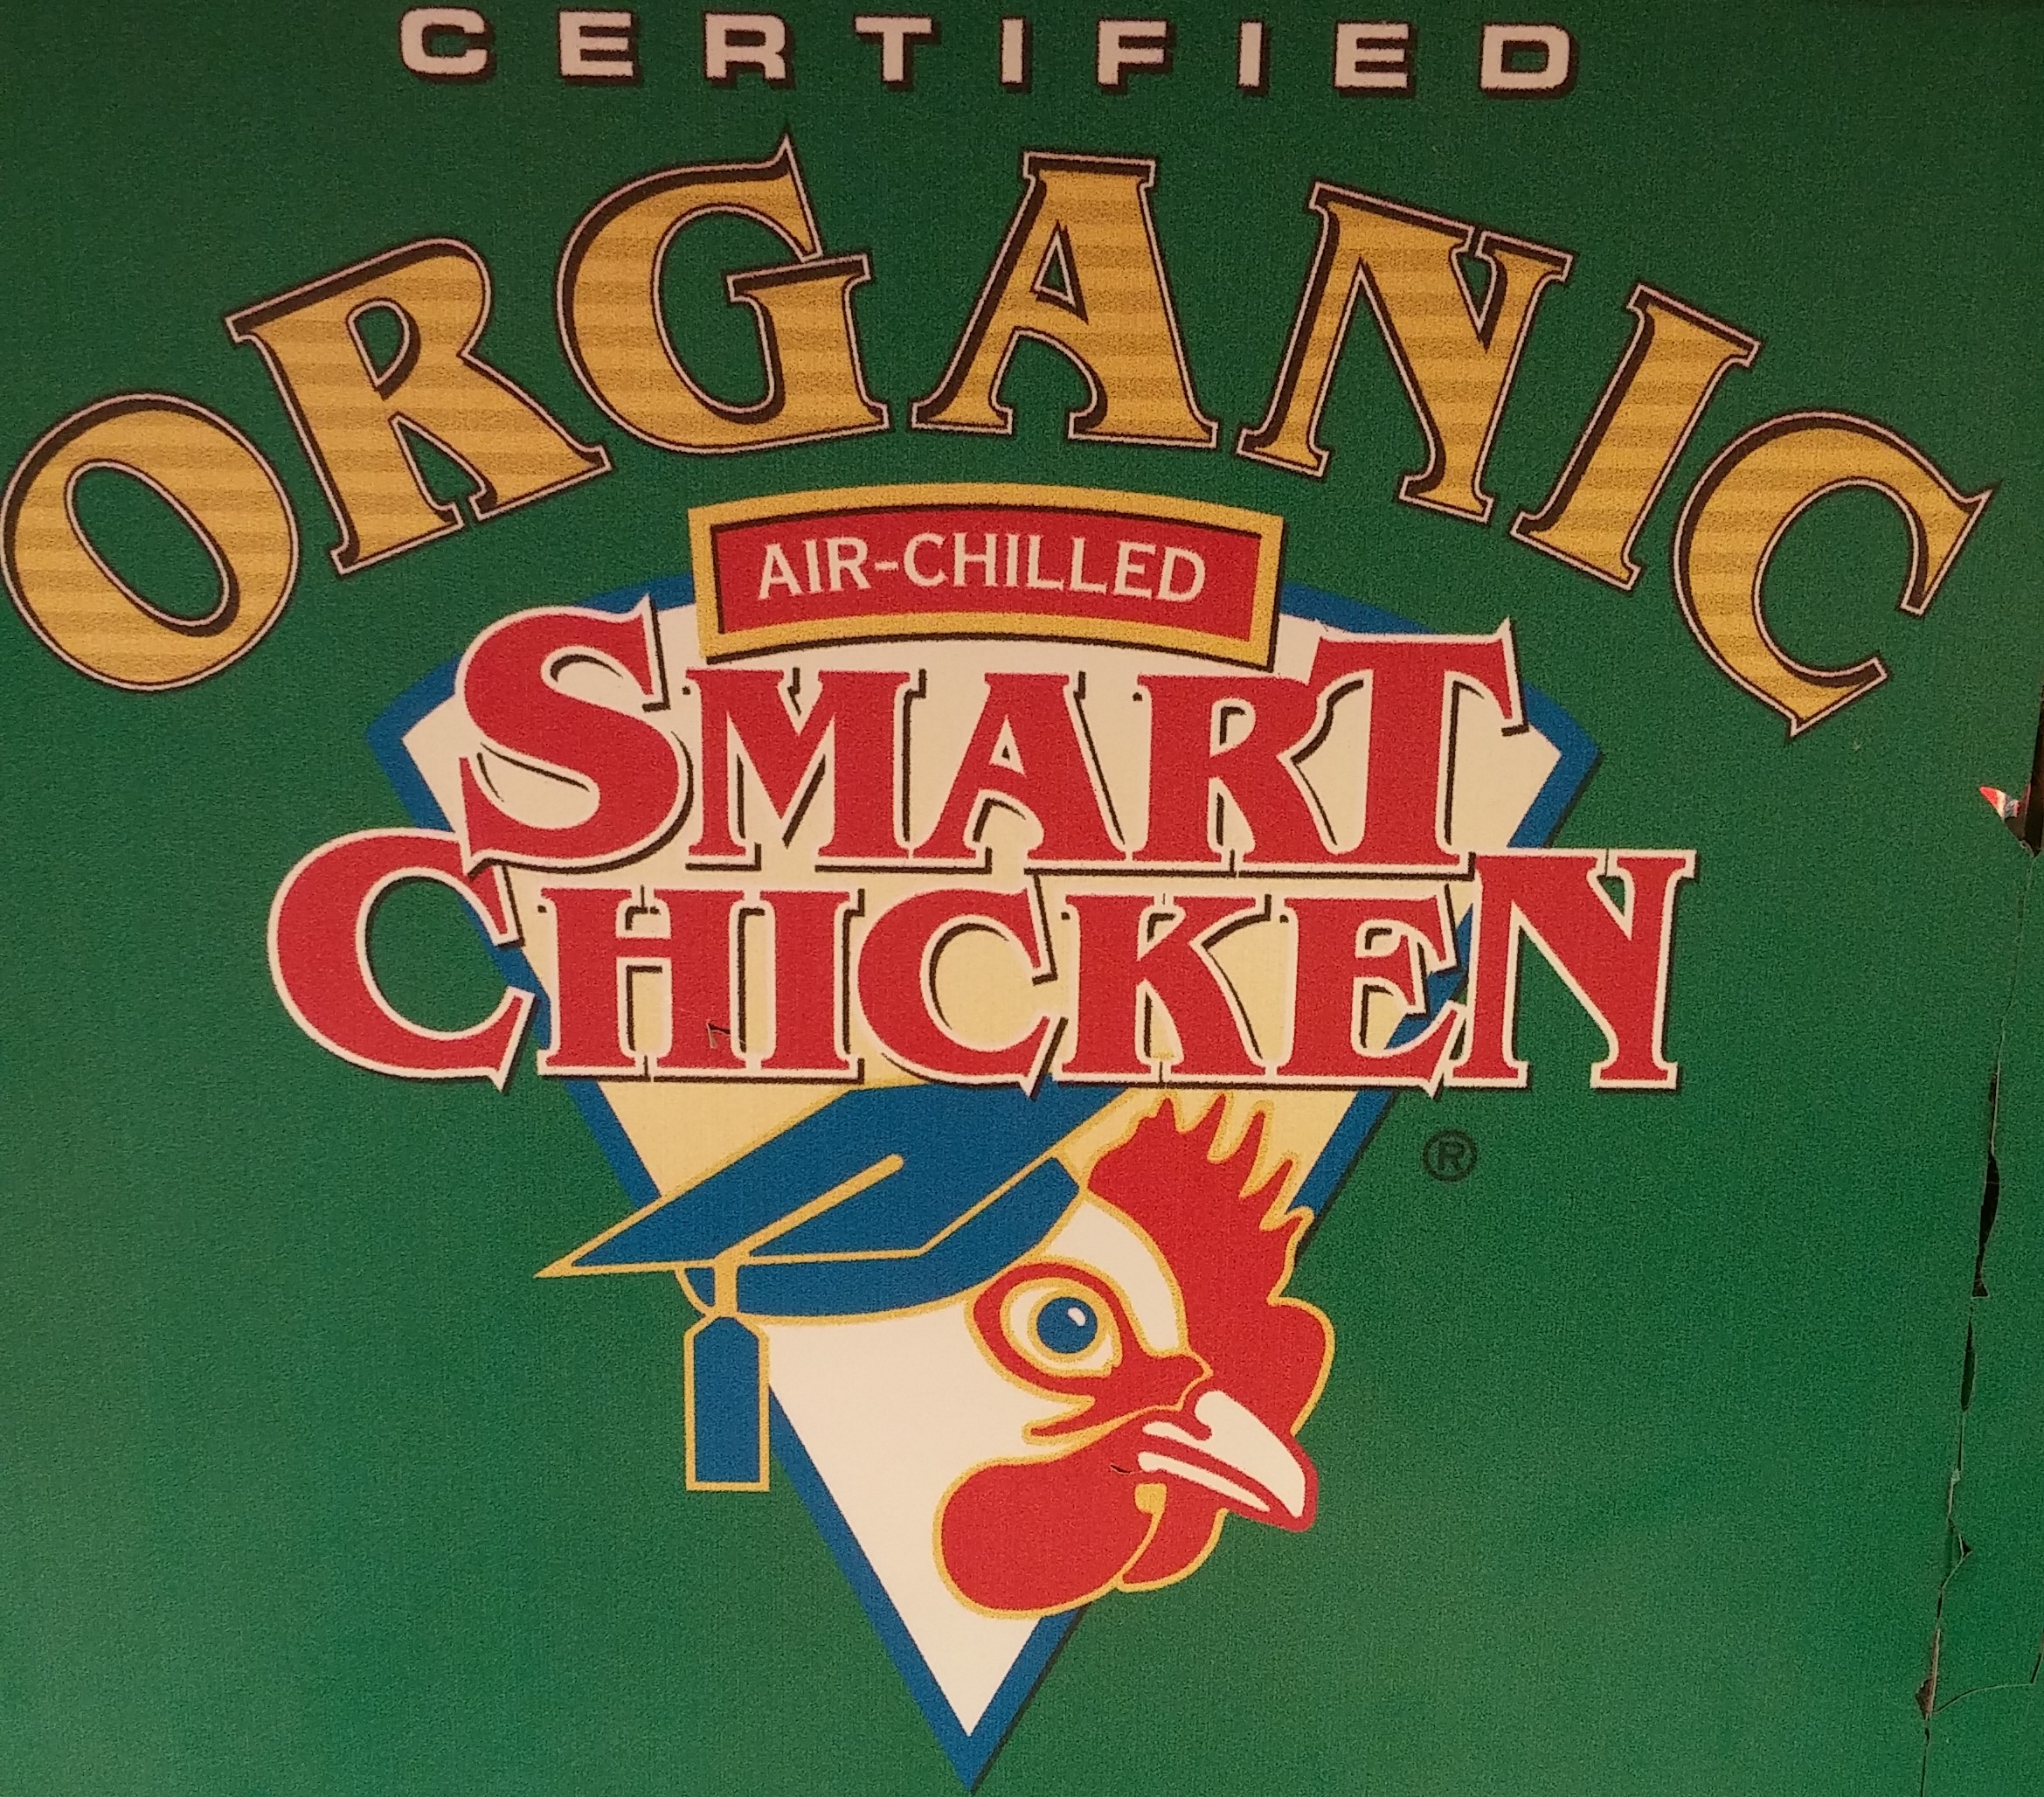 CERTIFIED
ORGANIC
AIR-CHILLED
SMART
CHICKEN
®